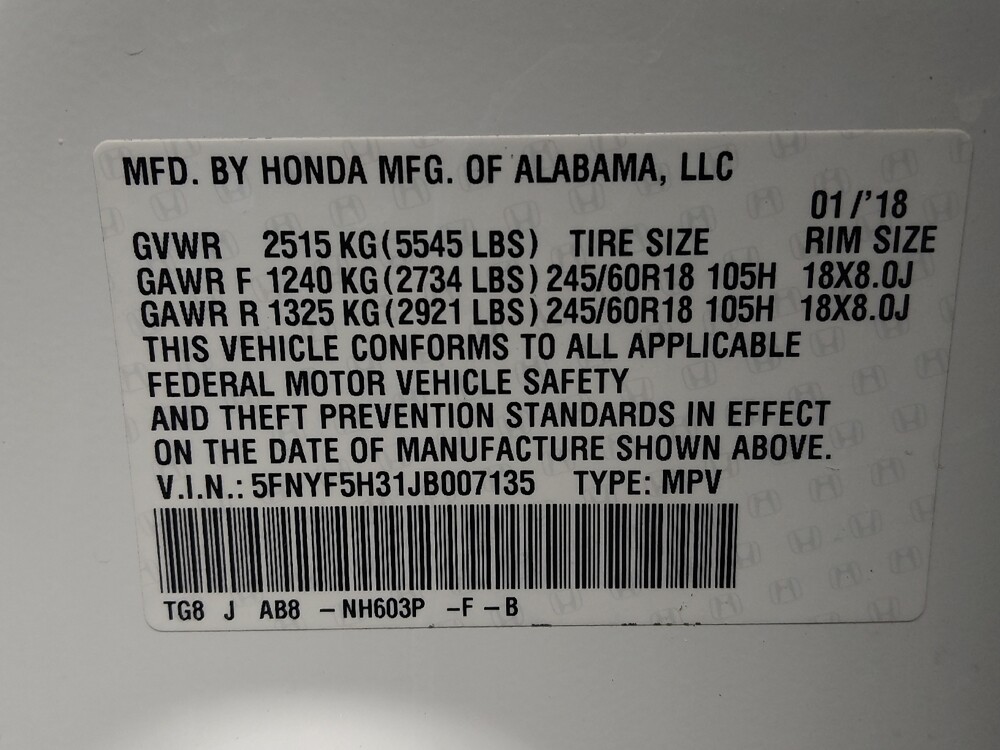 MFD. BY HONDA MFG. OF ALABAMA, LLC
01/'18
GVWR 2515 KG (5545 LBS) TIRE SIZE RIM SIZE
GAWR F 1240 KG (2734 LBS) 245/60R18 105H 18X8.0J
GAWR R 1325 KG (2921 LBS) 245/60R18 105H 18X8.0J
THIS VEHICLE CONFORMS TO ALL APPLICABLE
FEDERAL MOTOR VEHICLE SAFETY
AND THEFT PREVENTION STANDARDS IN EFFECT
ON THE DATE OF MANUFACTURE SHOWN ABOVE.
V.I.N.: 5FNYF5H31JB007135 TYPE: MPV
TG8 J AB8 – NH603P –F – B